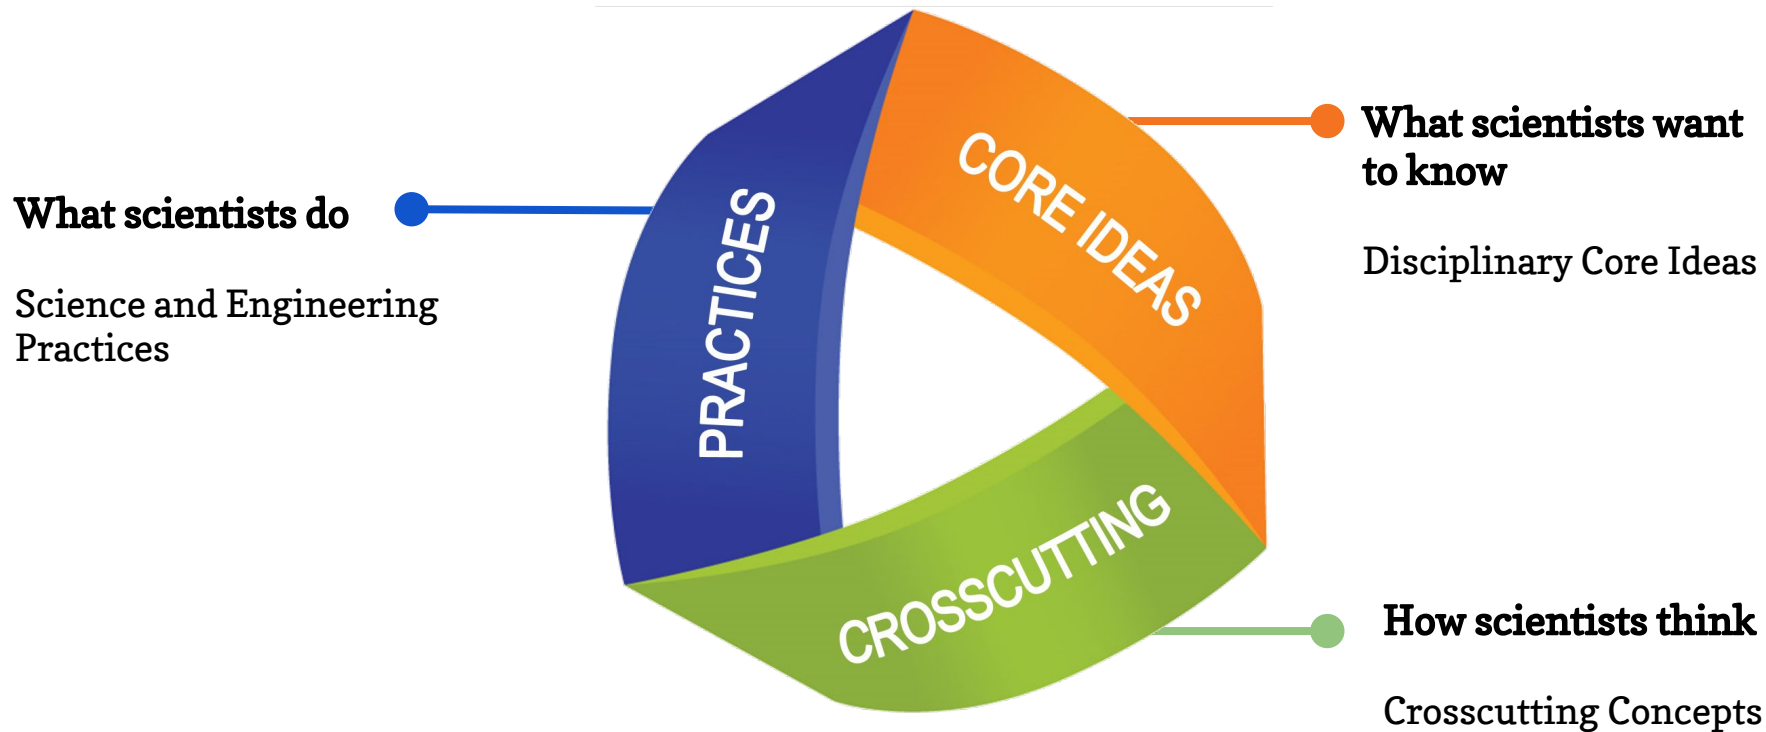 What scientists do
Science and Engineering
Practices
PRACTICES
CORE IDEAS
CROSSCUTTING
What scientists want
to know
Disciplinary Core Ideas
How scientists think
Crosscutting Concepts